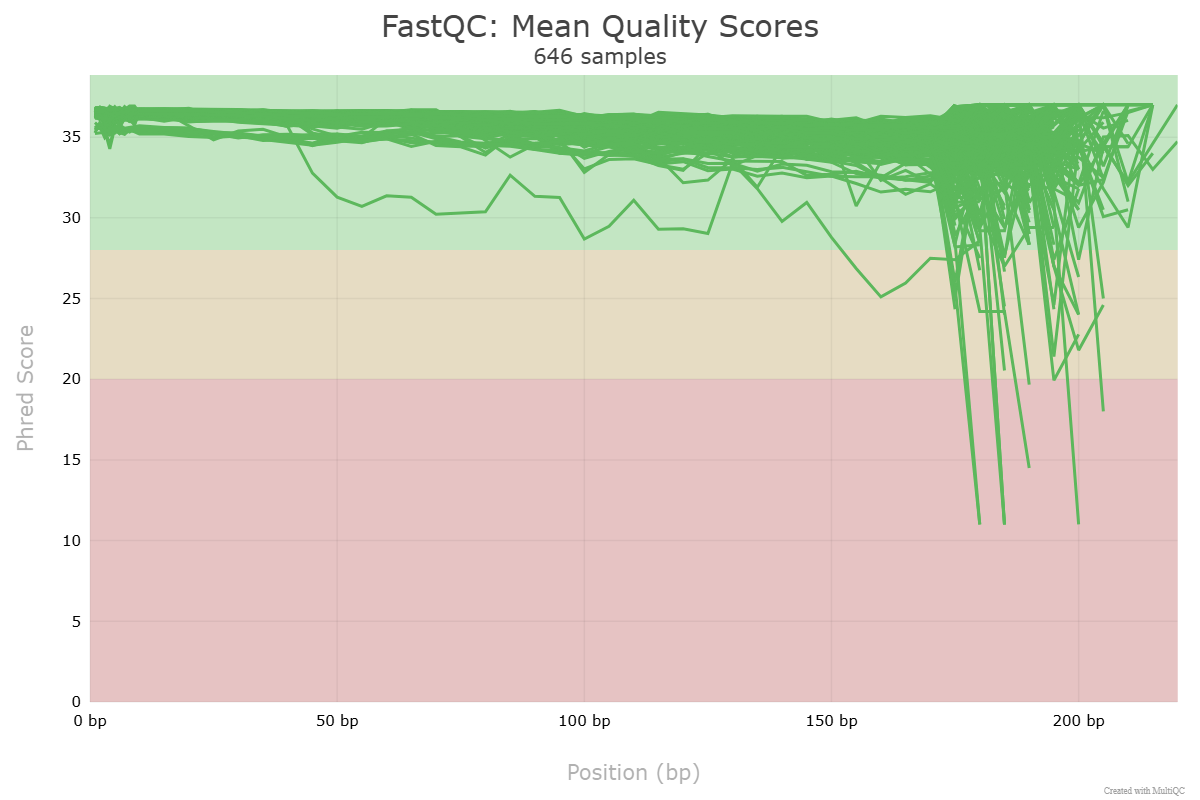 FastQC: Mean Quality Scores
646 samples
Phred Score
35
30
25
20
15
10
5
0
0 bp
50 bp
100 bp
150 bp
200 bp
Position (bp)
Created with MultiQC